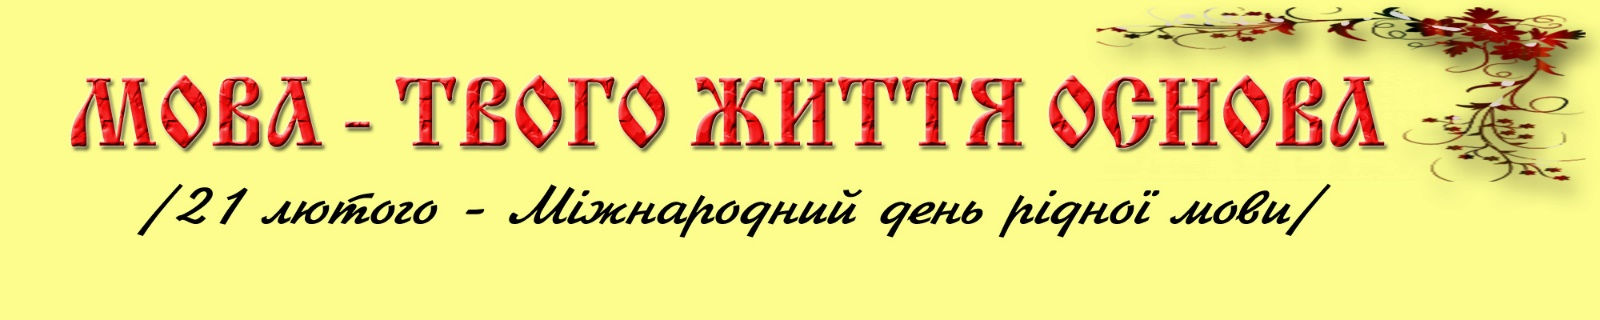 МОВА - ТВОГО ЖИТТЯ ОСНОВА
/21 лютого - Міжнародний день рідної мови/